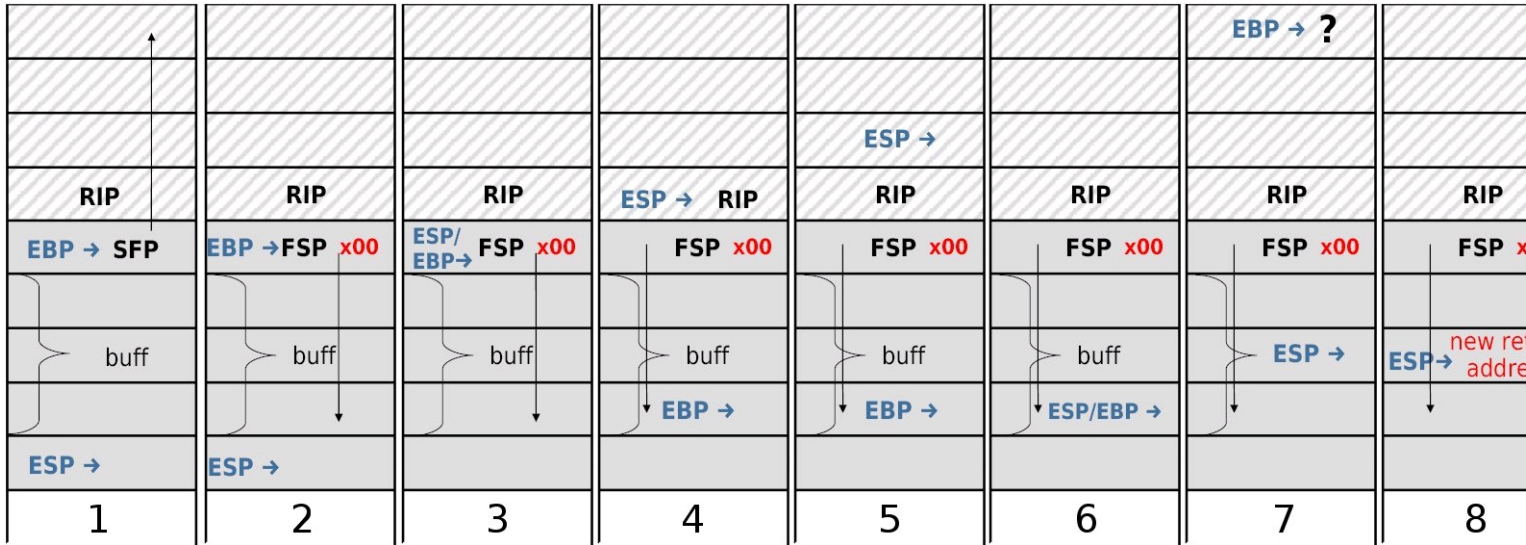 RIP
EBP → SFP
buff
ESP →
1
RIP
EBP → FSP x00
buff
ESP →
2
RIP
ESP/
EBP→ FSP x00
buff
3
ESP → RIP
FSP x00
buff
EBP →
4
ESP →
RIP
FSP x00
buff
EBP →
5
RIP
FSP x00
buff
ESP/EBP →
6
EBP → ?
RIP
FSP x00
ESP →
7
RIP
FSP
new
ESP→
8